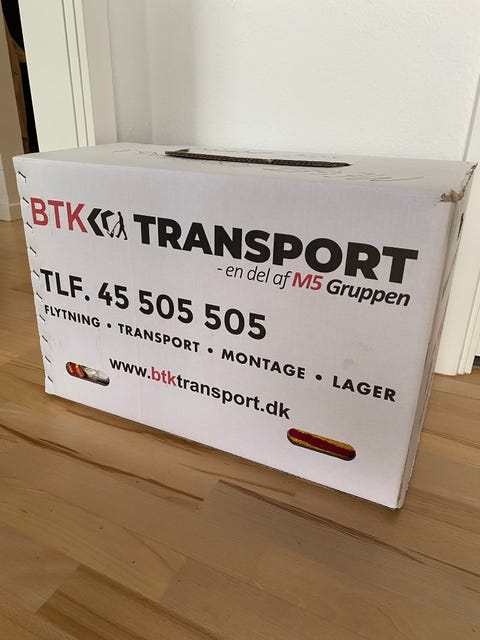 BTK TRANSPORT
- en del af M5 Gruppen
TLF. 45 505 505
FLYTNING • TRANSPORT • MONTAGE • LAGER
www.btktransport.dk